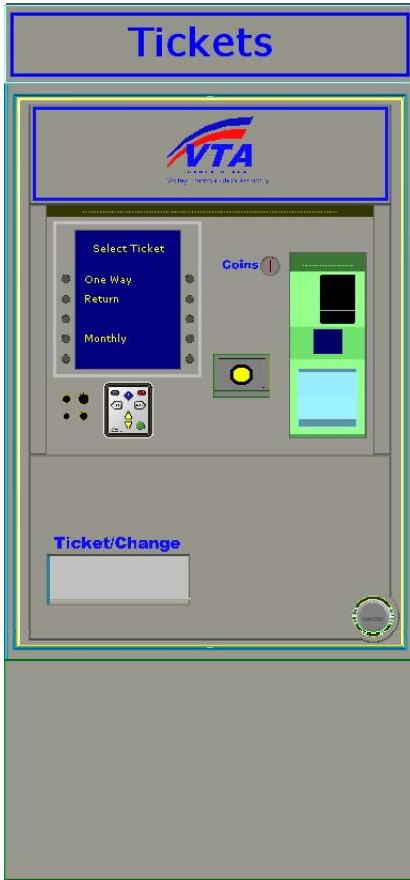 Tickets
VTA
Select Ticket
Coins
One Way
Return
Monthly
Ticket/Change